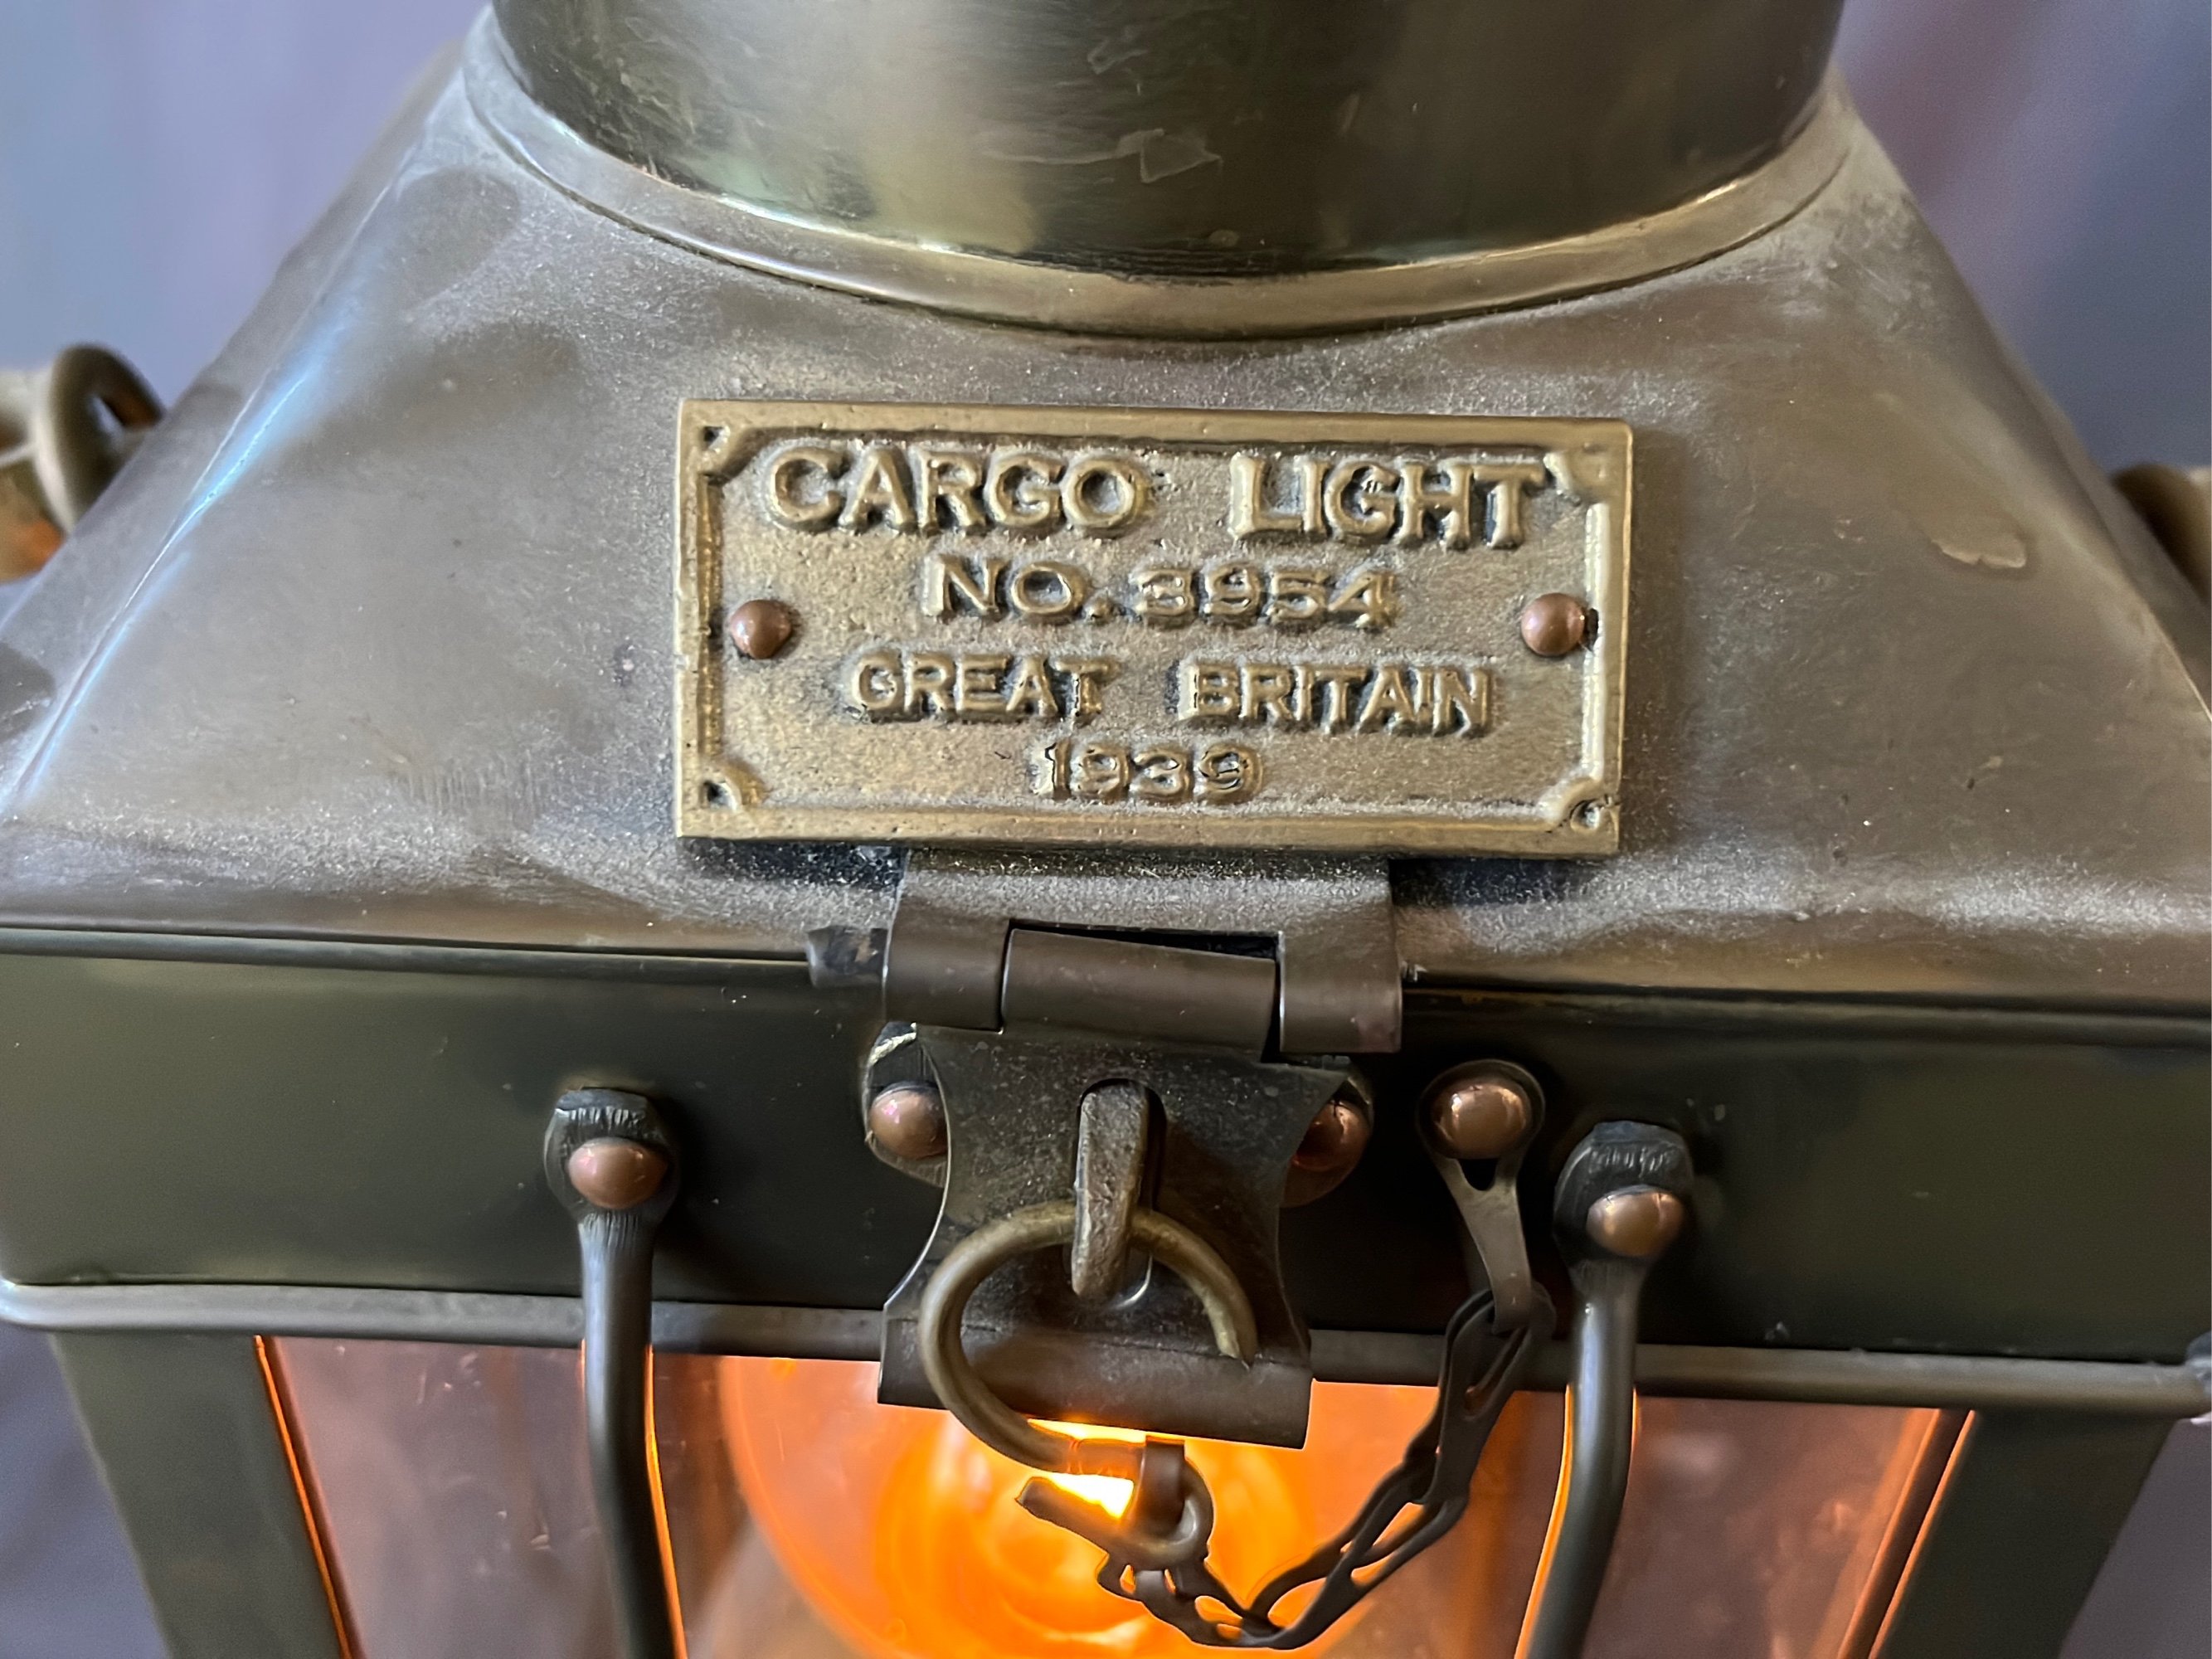 CARGO LIGHT
NO. 3954
GREAT BRITAIN
1939